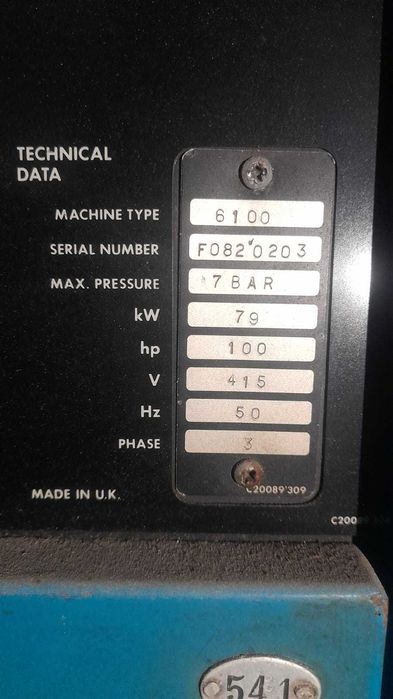 TECHNICAL
DATA
MACHINE TYPE 6100
SERIAL NUMBER F082 0203
MAX. PRESSURE 7 BAR
kW 79
hp 100
V 415
Hz 50
PHASE 3
C20089'309
MADE IN U.K.
C200
541